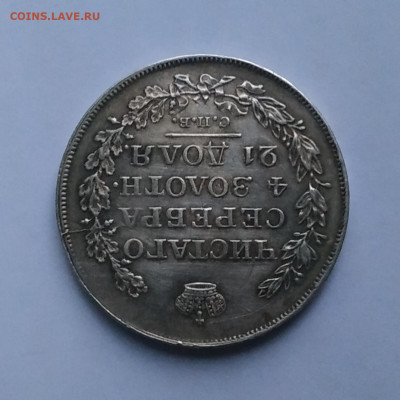 COINS.LAVE.RU
ЧИСТАГО
СЕРЕБРА
4 ЗОЛОТН.
21 ДОЛЯ.
С.П.Б.